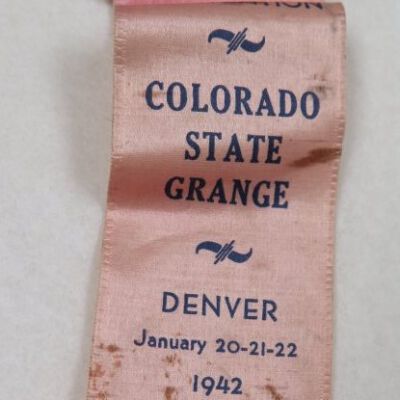 COLORADO
STATE
GRANGE
DENVER
January 20-21-22
1942